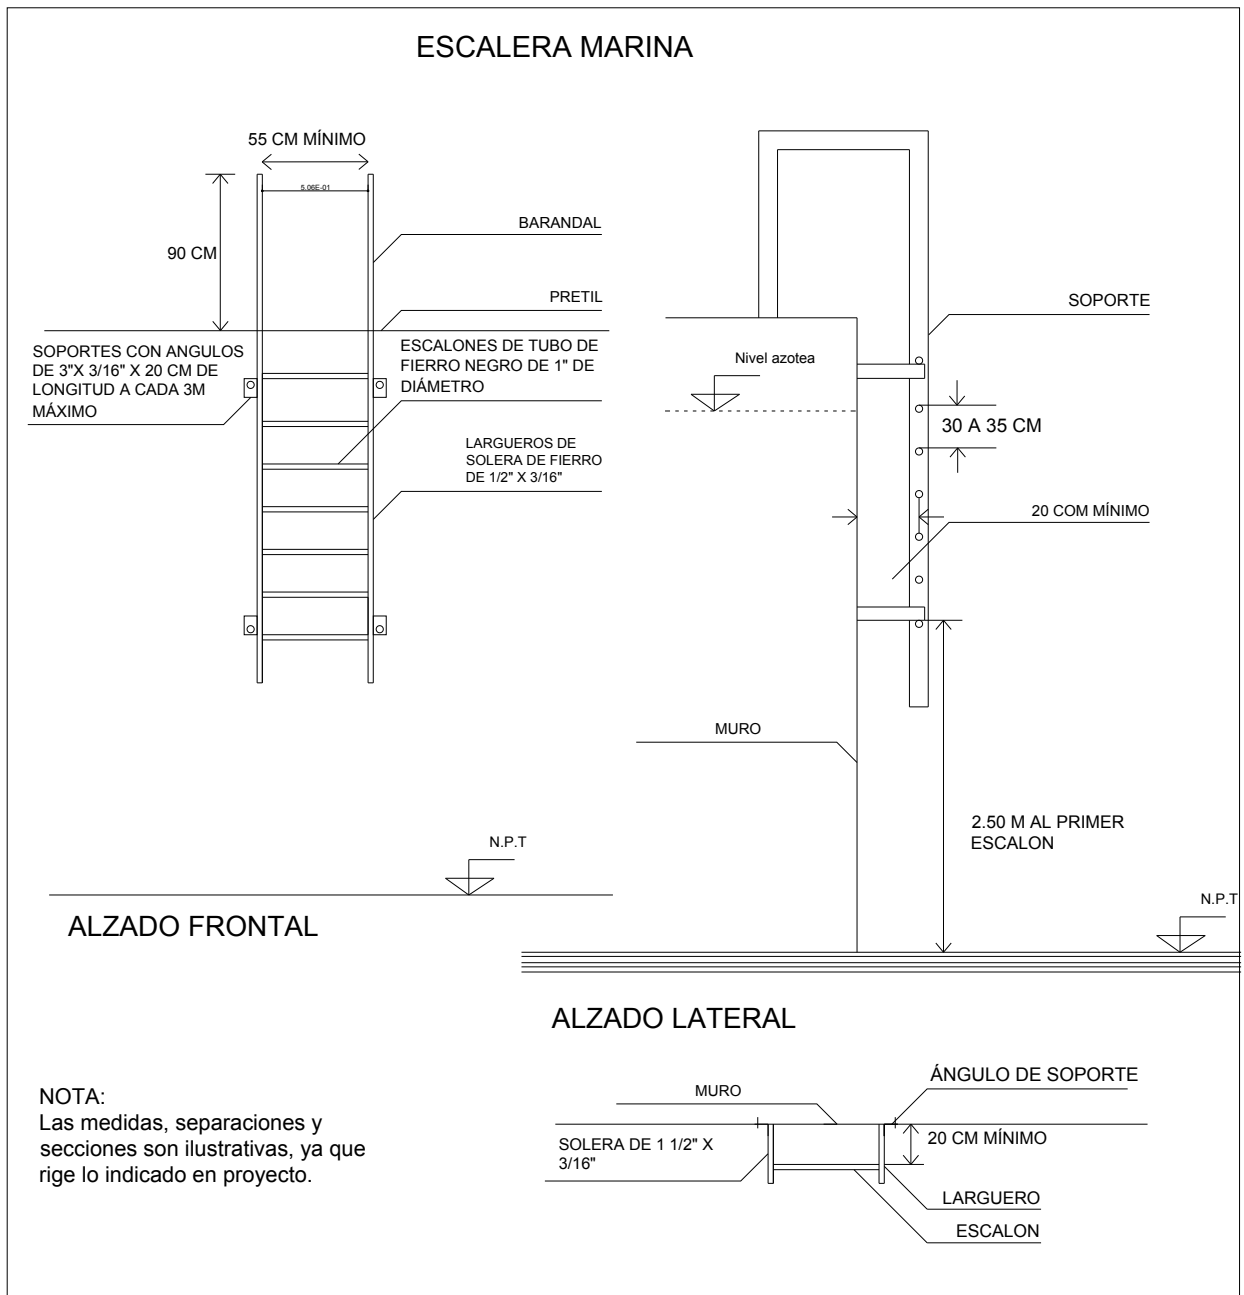 ESCALERA MARINA
55 CM MÍNIMO
5.06E-01
90 CM
BARANDAL
PRETIL
SOPORTES CON ANGULOS
DE 3"X 3/16" X 20 CM DE
LONGITUD A CADA 3M
MÁXIMO
ESCALONES DE TUBO DE
FIERRO NEGRO DE 1" DE
DIÁMETRO
LARGUEROS DE
SOLERA DE FIERRO
DE 1/2" X 3/16"
N.P.T
ALZADO FRONTAL
SOPORTE
Nivel azotea
30 A 35 CM
20 COM MÍNIMO
MURO
2.50 M AL PRIMER
ESCALON
N.P.T
ALZADO LATERAL
NOTA:
Las medidas, separaciones y
secciones son ilustrativas, ya que
rige lo indicado en proyecto.
MURO
ÁNGULO DE SOPORTE
SOLERA DE 1 1/2" X
3/16"
20 CM MÍNIMO
LARGUERO
ESCALON